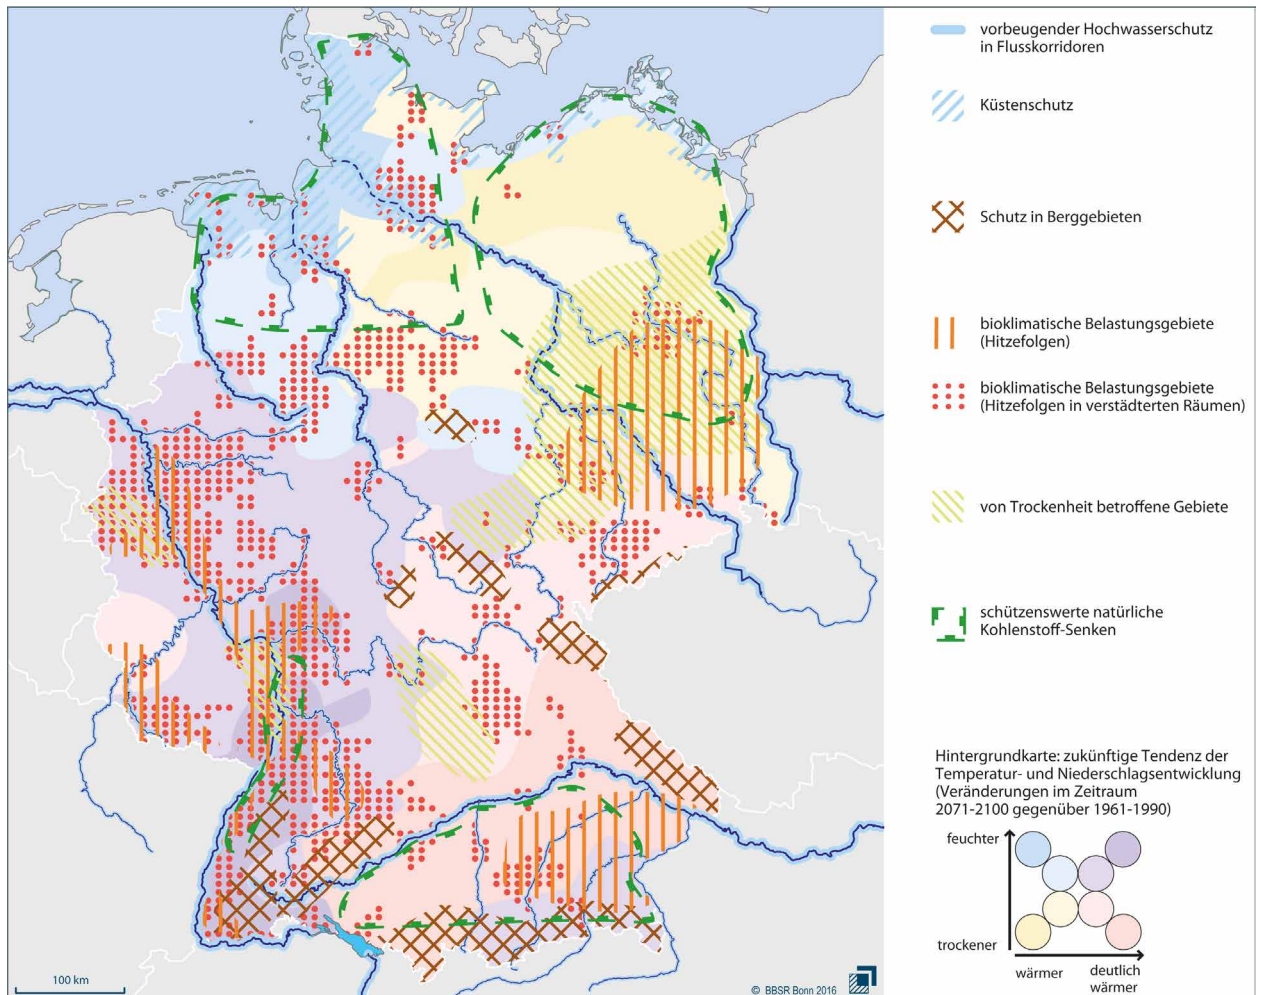 vorbeugender Hochwasserschutz
in Flusskorridoren
Küstenschutz
Schutz in Berggebieten
bioklimatische Belastungsgebiete
(Hitzefolgen)
bioklimatische Belastungsgebiete
(Hitzefolgen in verstädterten Räumen)
von Trockenheit betroffene Gebiete
schützenswerte natürliche
Kohlenstoff-Senken
Hintergrundkarte: zukünftige Tendenz der
Temperatur- und Niederschlagsentwicklung
(Veränderungen im Zeitraum
2071-2100 gegenüber 1961-1990)
feuchter
trockener
wärmer
deutlich
wärmer
100 km
© BBSR Bonn 2016